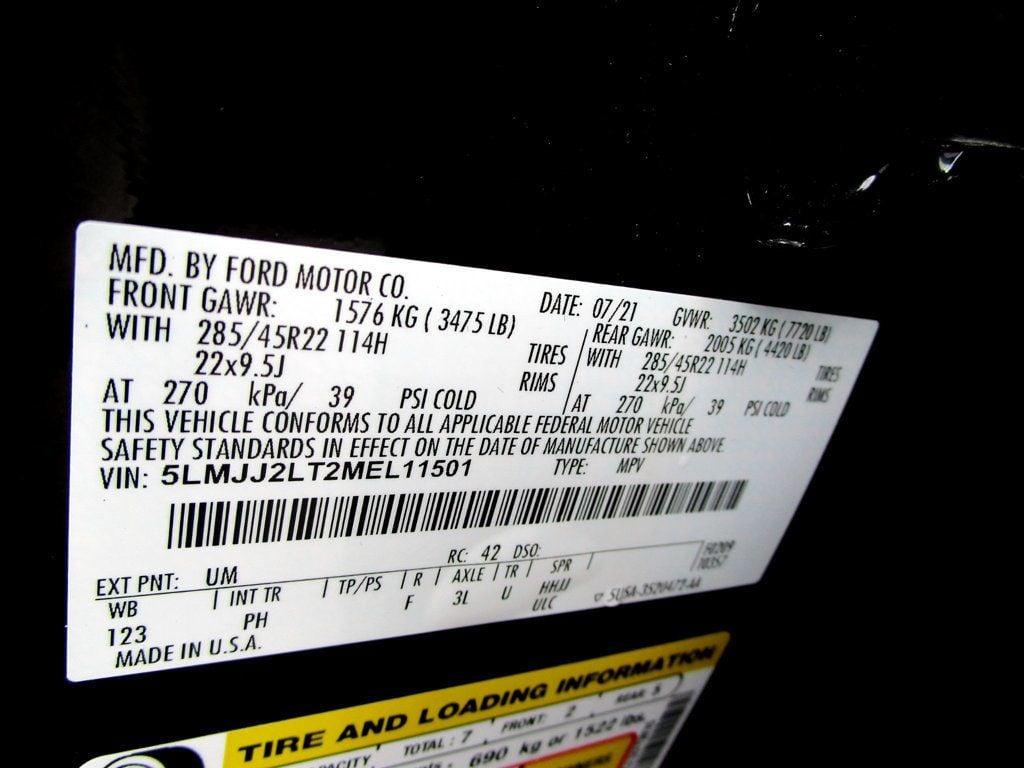 MFD. BY FORD MOTOR CO.
DATE: 07/21 GVWR: 3502 KG (7720 LB)
FRONT GAWR: 1576 KG ( 3475 LB)
REAR GAWR: 2005 KG ( 4420 LB)
WITH 285/45R22 114H TIRES
WITH 285/45R22 114H TIRES
22x9.5J RIMS
22x9.5J RIMS
AT 270 kPa/ 39 PSI COLD
AT 270 kPa/ 39 PSI COLD
THIS VEHICLE CONFORMS TO ALL APPLICABLE FEDERAL MOTOR VEHICLE
SAFETY STANDARDS IN EFFECT ON THE DATE OF MANUFACTURE SHOWN ABOVE.
VIN: 5LMJJ2LT2MEL11501 TYPE: MPV
RC: 42 DSO:
EXT PNT: UM
WB INT TR TP/PS R AXLE TR SPR
123 PH F 3L U HHJJ
ULC
MADE IN U.S.A.
TIRE AND LOADING INFORMATION
TOTAL : 7 FRONT: 2 REAR: 5
690 kg or 1522 lbs.